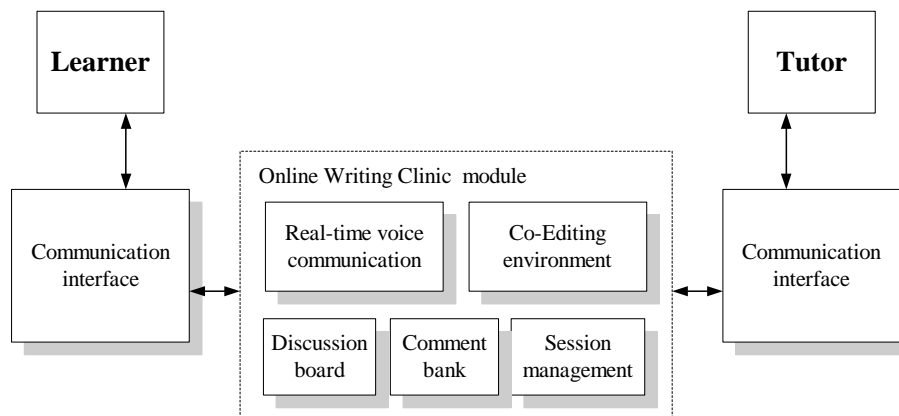 Learner
Tutor
Online Writing Clinic module
Communication
interface
Real-time voice
communication
Co-Editing
environment
Communication
interface
Discussion
board
Comment
bank
Session
management